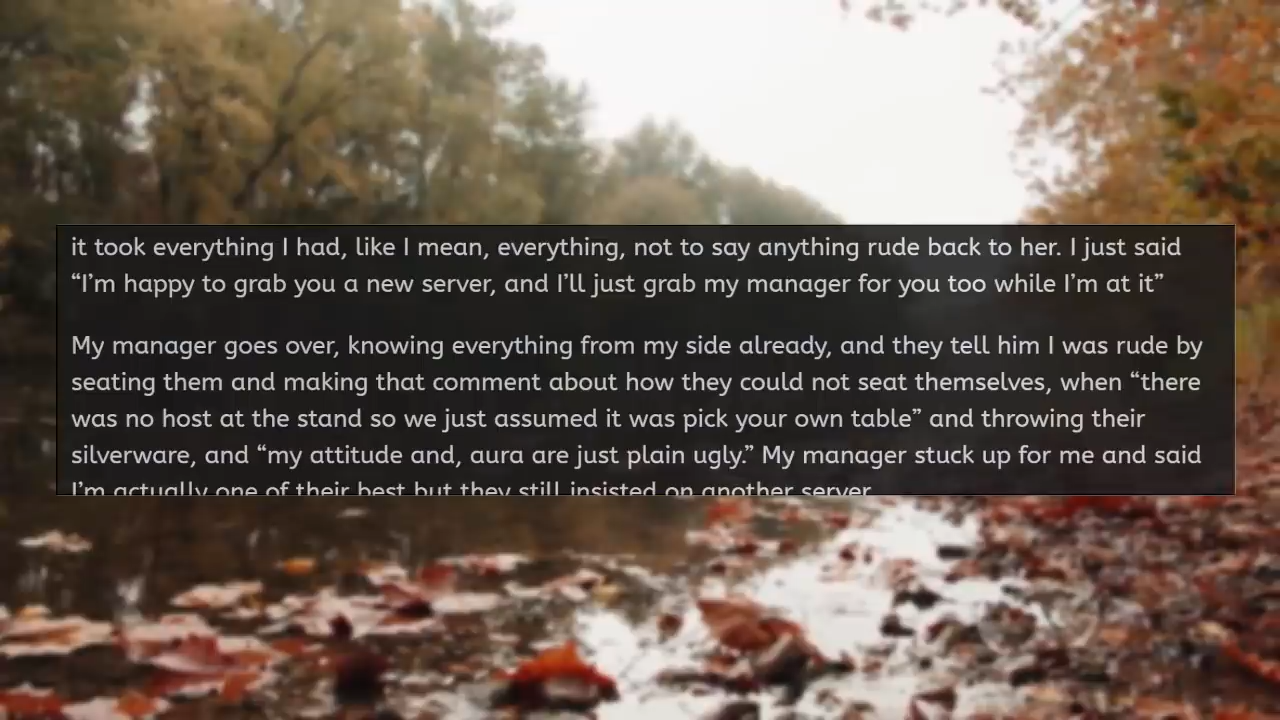 it took everything I had, like I mean, everything, not to say anything rude back to her. I just said
“I’m happy to grab you a new server, and I’ll just grab my manager for you too while I’m at it”
My manager goes over, knowing everything from my side already, and they tell him I was rude by
seating them and making that comment about how they could not seat themselves, when “there
was no host at the stand so we just assumed it was pick your own table” and throwing their
silverware, and “my attitude and, aura are just plain ugly.” My manager stuck up for me and said
I’m actually one of their best but they still insisted on another server.